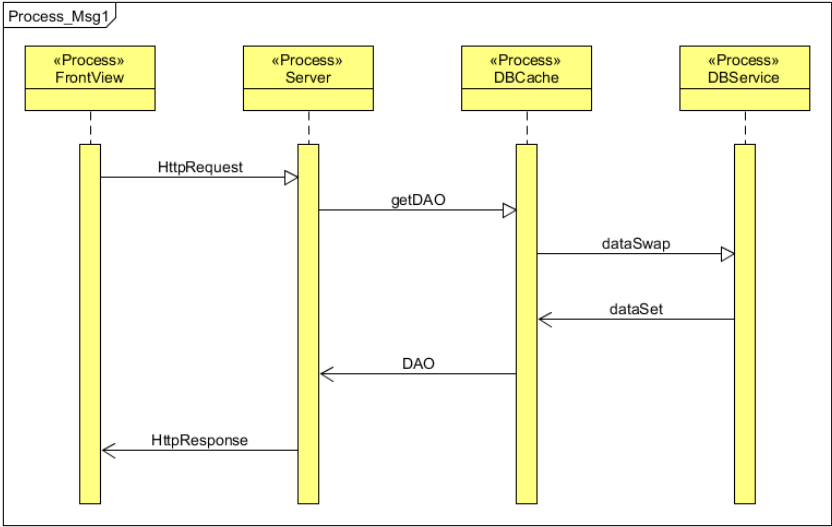 Process_Msg1
«Process» «Process» «Process» «Process»
FrontView Server DBCache DBService
HttpRequest
getDAO
dataSwap
dataSet
DAO
HttpResponse